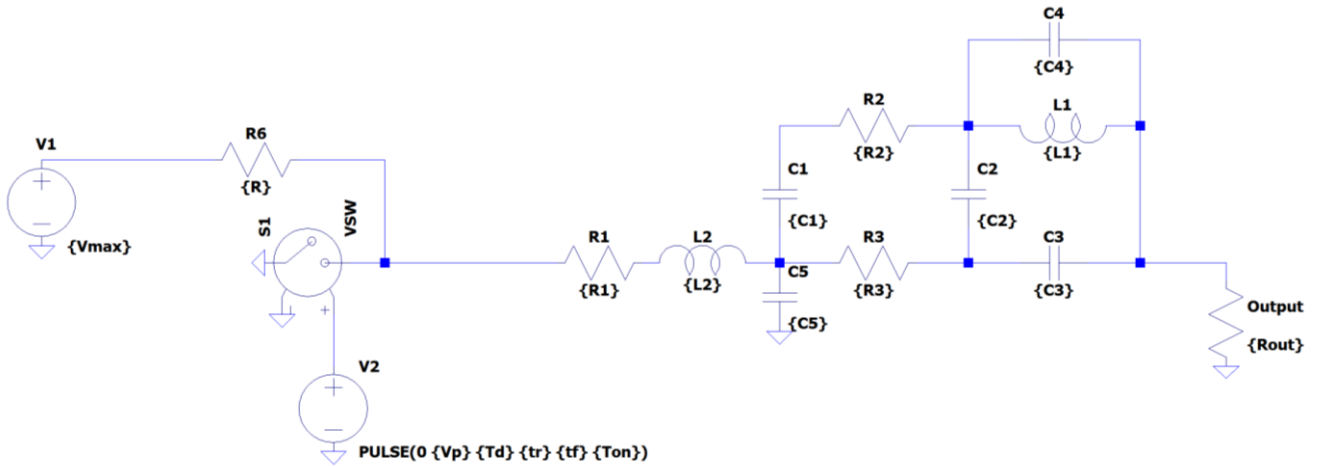 C4
{C4}
R2
L1
{R2}
{L1}
R6
V1
{R}
C1
C2
{C1}
{C2}
S1
VSW
{Vmax}
R1
L2
R3
C3
C5
{R1}
{L2}
{R3}
{C3}
{C5}
Output
{Rout}
V2
PULSE(0 {Vp} {Td} {tr} {tf} {Ton})